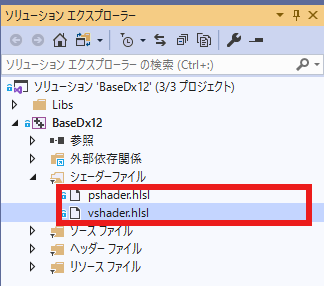 ソリューション エクスプローラー
ソリューション エクスプローラー の検索 (Ctrl+:)
ソリューション 'BaseDx12' (3/3 プロジェクト)
Libs
BaseDx12
参照
外部依存関係
シェーダーファイル
pshader.hlsl
vshader.hlsl
ソース ファイル
ヘッダー ファイル
リソース ファイル